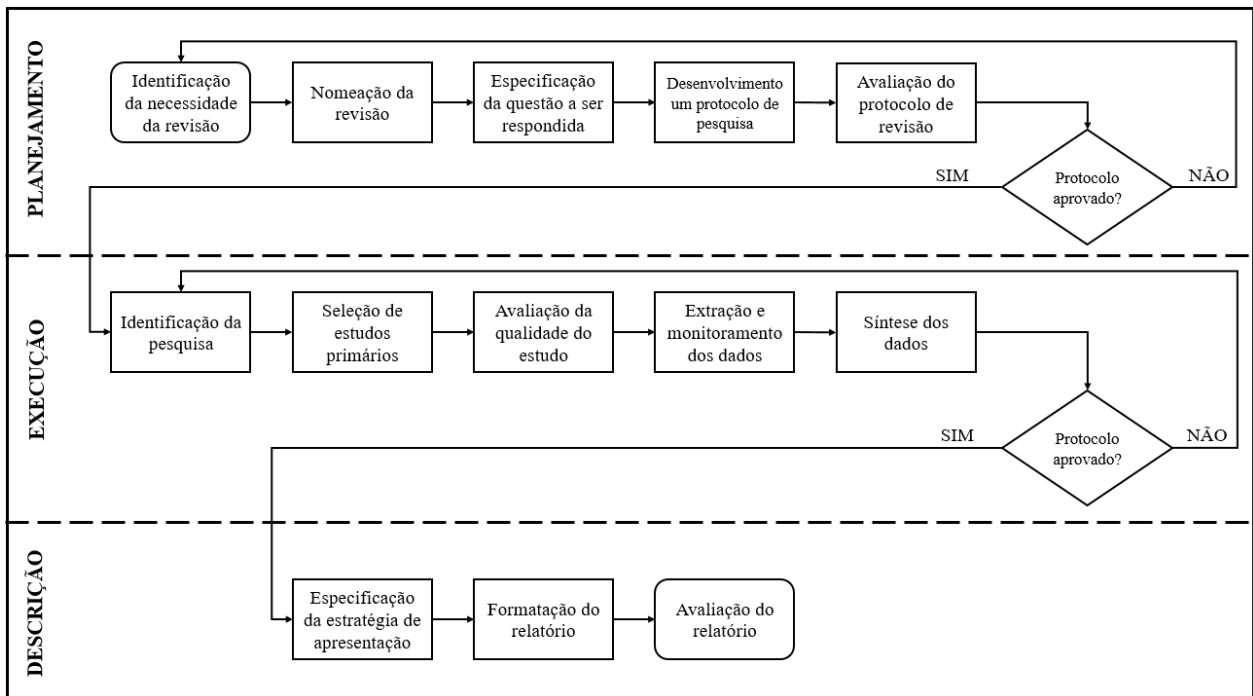 PLANEJAMENTO
Identificação
da necessidade
da revisão
Nomeação da
revisão
Especificação
da questão a ser
respondida
Desenvolvimento
um protocolo de
pesquisa
Avaliação do
protocolo de
revisão
Protocolo
aprovado?
SIM
NÃO
EXECUÇÃO
Identificação da
pesquisa
Seleção de
estudos
primários
Avaliação da
qualidade do
estudo
Extração e
monitoramento
dos dados
Síntese dos
dados
Protocolo
aprovado?
SIM
NÃO
DESCRIÇÃO
Especificação
da estratégia de
apresentação
Formatação do
relatório
Avaliação do
relatório